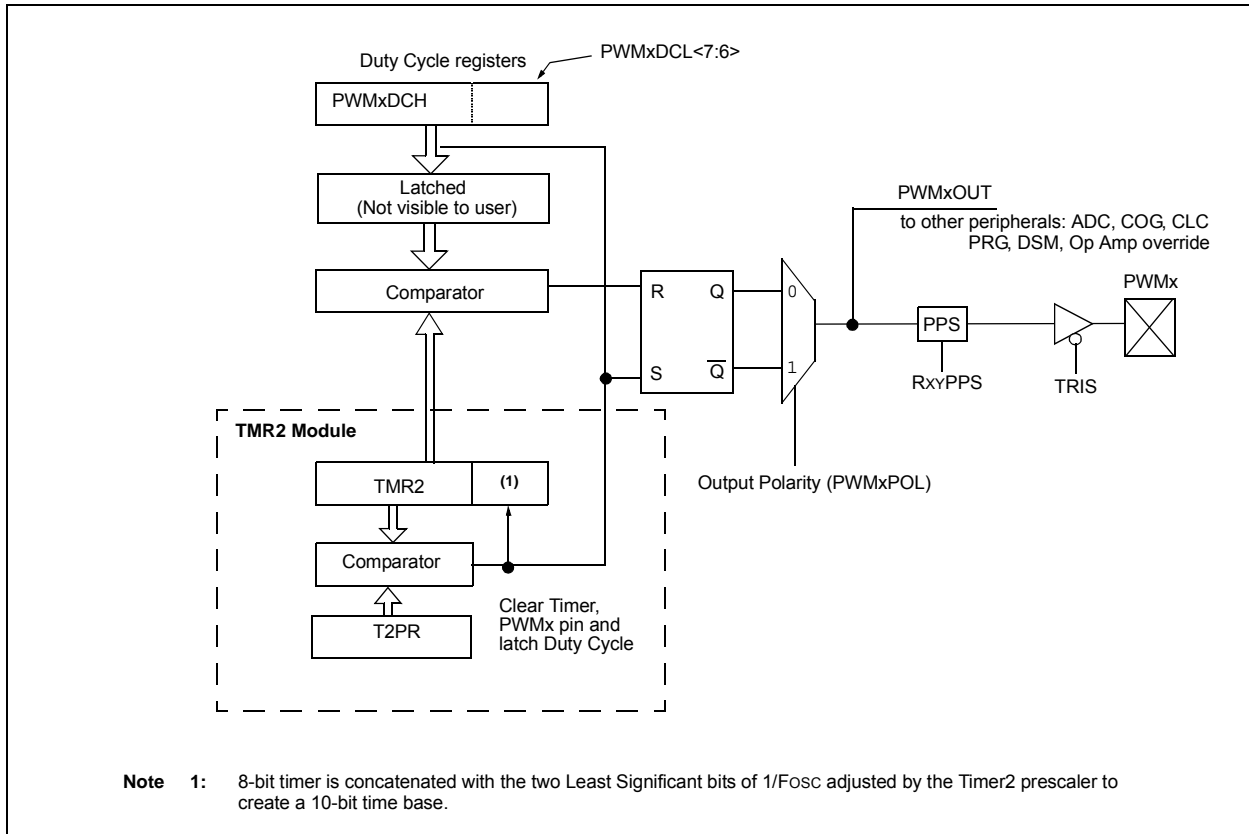 Duty Cycle registers
PWMxDCL<7:6>
PWMxDCH
Latched
(Not visible to user)
Comparator
R
Q
S
Q̅
0
1
PWMxOUT
to other peripherals: ADC, COG, CLC
PRG, DSM, Op Amp override
PWMx
PPS
RxyPPS
TRIS
Output Polarity (PWMxPOL)
TMR2 Module
TMR2
(1)
Comparator
T2PR
Clear Timer,
PWMx pin and
latch Duty Cycle
Note 1: 8-bit timer is concatenated with the two Least Significant bits of 1/Fosc adjusted by the Timer2 prescaler to
create a 10-bit time base.